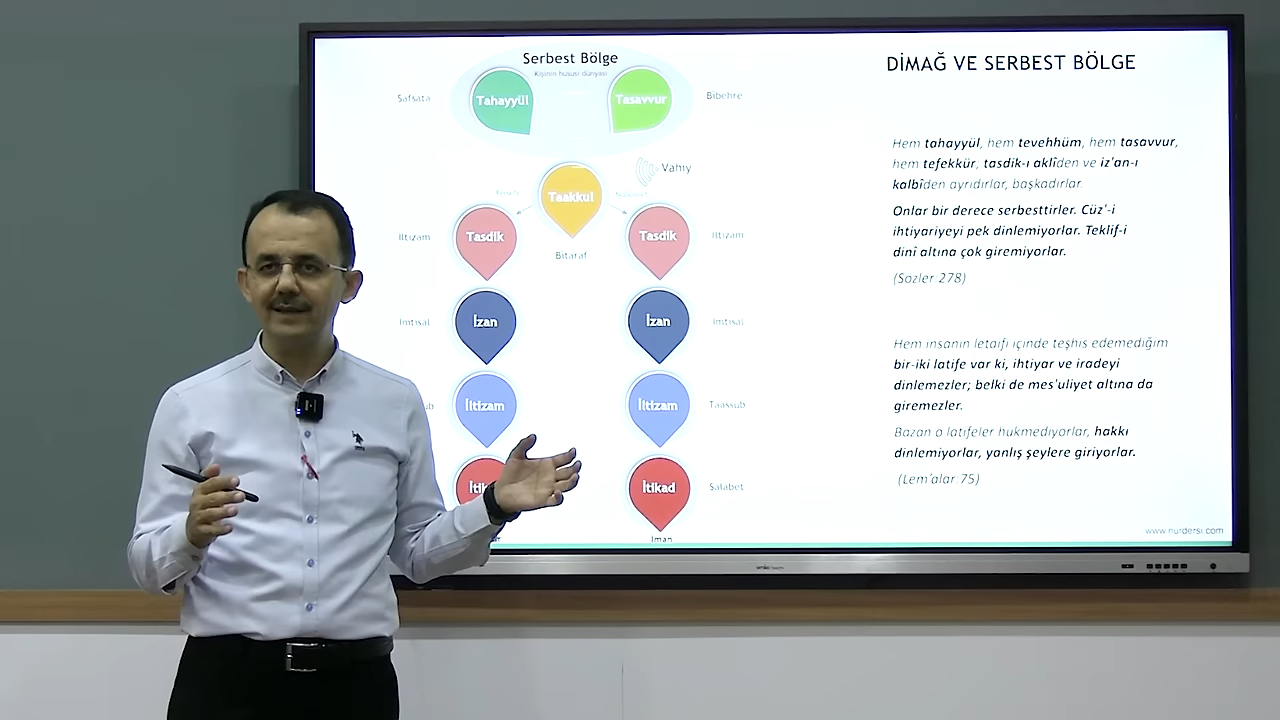 Serbest Bölge
Kişinin hususi dünyası
Safsata
Tahayyül
Tasavvur
Bibehre
Vahiy
Taakkul
Iltizam
Tasdik
Tasdik
Iltizam
Bitaraf
İmtisal
İzan
İzan
İmtisal
ub
İltizam
İltizam
Taassub
İtik
İtikad
Salabet
İman
DİMAĞ VE SERBEST BÖLGE
Hem tahayyül, hem tevehhüm, hem tasavvur,
hem tefekkür, tasdik-ı aklîden ve iz'an-ı
kalbîden ayrıdırlar, başkadırlar.
Onlar bir derece serbesttirler. Cüz'-i
ihtiyariyeyi pek dinlemiyorlar. Teklif-i
dinî altına çok giremiyorlar.
(Sözler 278)
Hem insanın letaifi içinde teşhis edemediğim
bir-iki latife var ki, ihtiyar ve iradeyi
dinlemezler; belki de mes'uliyet altına da
giremezler.
Bazan o latifeler hükmediyorlar, hakkı
dinlemiyorlar, yanlış şeylere giriyorlar.
(Lem'alar 75)
www.nurdersi.com